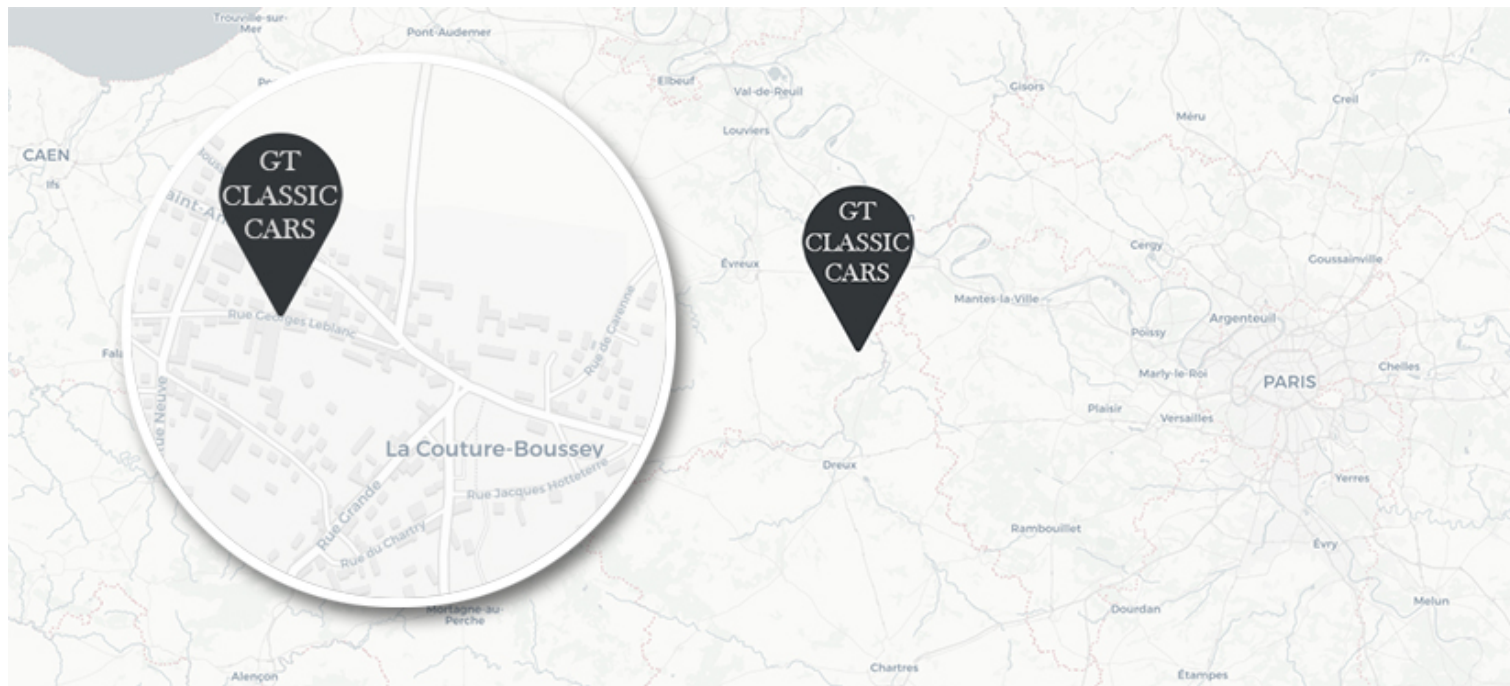 Trouville-sur-
Mer
Pont-Audemer
Elbeuf
Val-de-Reuil
Louviers
Gisors
Méru
Creil
CAEN
Ifs
GT
CLASSIC
CARS
Rue Georges Leblanc
Rue de Garenne
Rue Neuve
La Couture-Boussey
Rue Jacques Hotteterre
Rue Grande
Rue du Chartry
GT
CLASSIC
CARS
Évreux
Mantes-la-Ville
Cergy
Goussainville
Poissy
Argenteuil
Marly-le-Roi
PARIS
Chelles
Plaisir
Versailles
Dreux
Yerres
Rambouillet
Évry
Mortagne-au-
Perche
Dourdan
Melun
Alençon
Chartres
Étampes